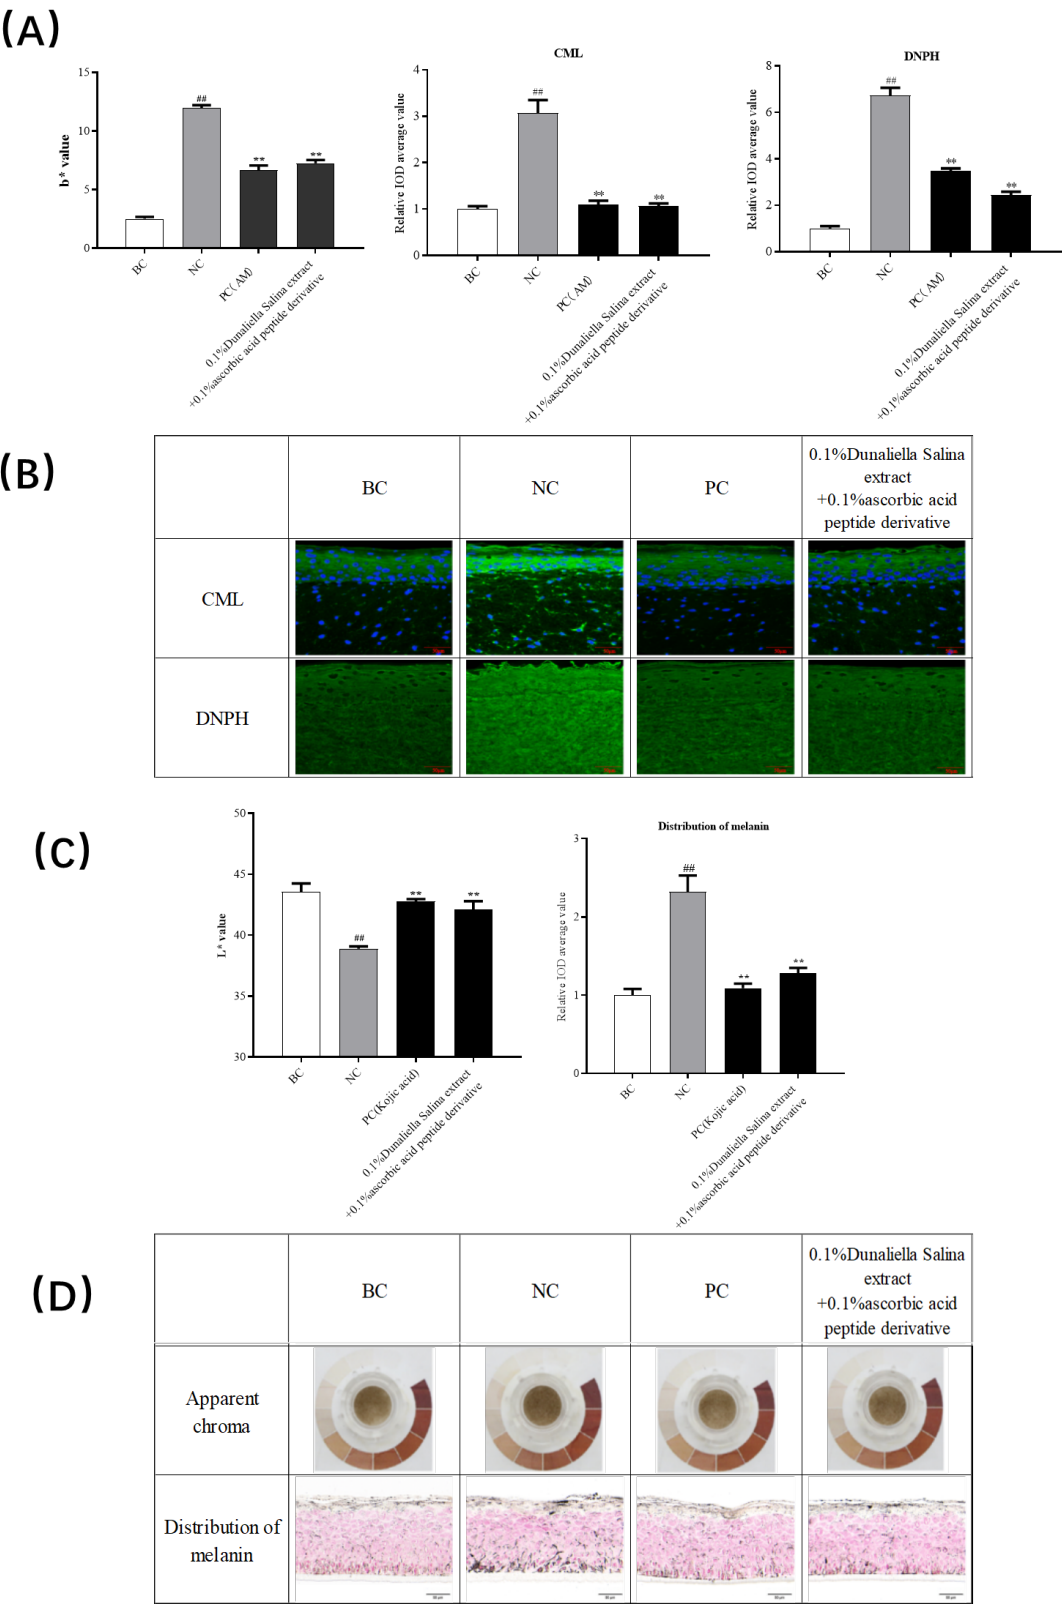 (A)
15
10
5
0
b* value
##
**
**
BC
NC
PC(AM)
0.1%Dunaliella Salina extract
+0.1%ascorbic acid peptide derivative
CML
4
3
2
1
0
Relative IOD average value
##
**
**
BC
NC
PC(AM)
0.1%Dunaliella Salina extract
+0.1%ascorbic acid peptide derivative
DNPH
8
6
4
2
0
Relative IOD average value
##
**
**
BC
NC
PC(AM)
0.1%Dunaliella Salina extract
+0.1%ascorbic acid peptide derivative
(B)
BC
NC
PC
0.1%Dunaliella Salina
extract
+0.1%ascorbic acid
peptide derivative
CML
DNPH
(C)
50
45
40
35
30
L* value
##
**
**
BC
NC
PC(Kojic acid)
0.1%Dunaliella Salina extract
+0.1%ascorbic acid peptide derivative
Distribution of melanin
3
2
1
0
Relative IOD average value
##
**
**
BC
NC
PC(Kojic acid)
0.1%Dunaliella Salina extract
+0.1%ascorbic acid peptide derivative
(D)
BC
NC
PC
0.1%Dunaliella Salina
extract
+0.1%ascorbic acid
peptide derivative
Apparent
chroma
Distribution of
melanin